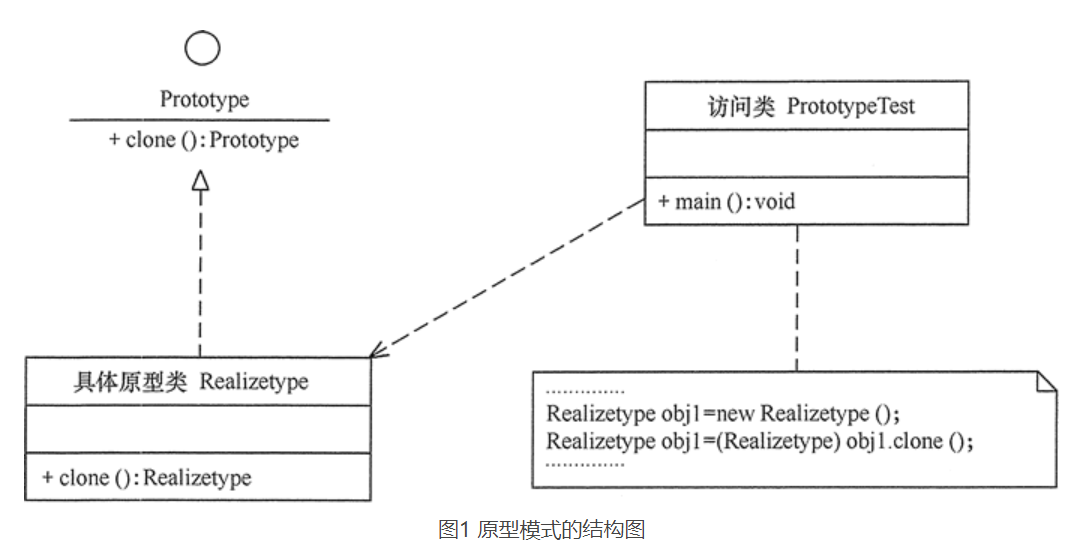 Prototype
+ clone ():Prototype
访问类 PrototypeTest
+ main ():void
具体原型类 Realizetype
+ clone ():Realizetype
..............
Realizetype obj1=new Realizetype ();
Realizetype obj1=(Realizetype) obj1.clone ();
..............
图1 原型模式的结构图